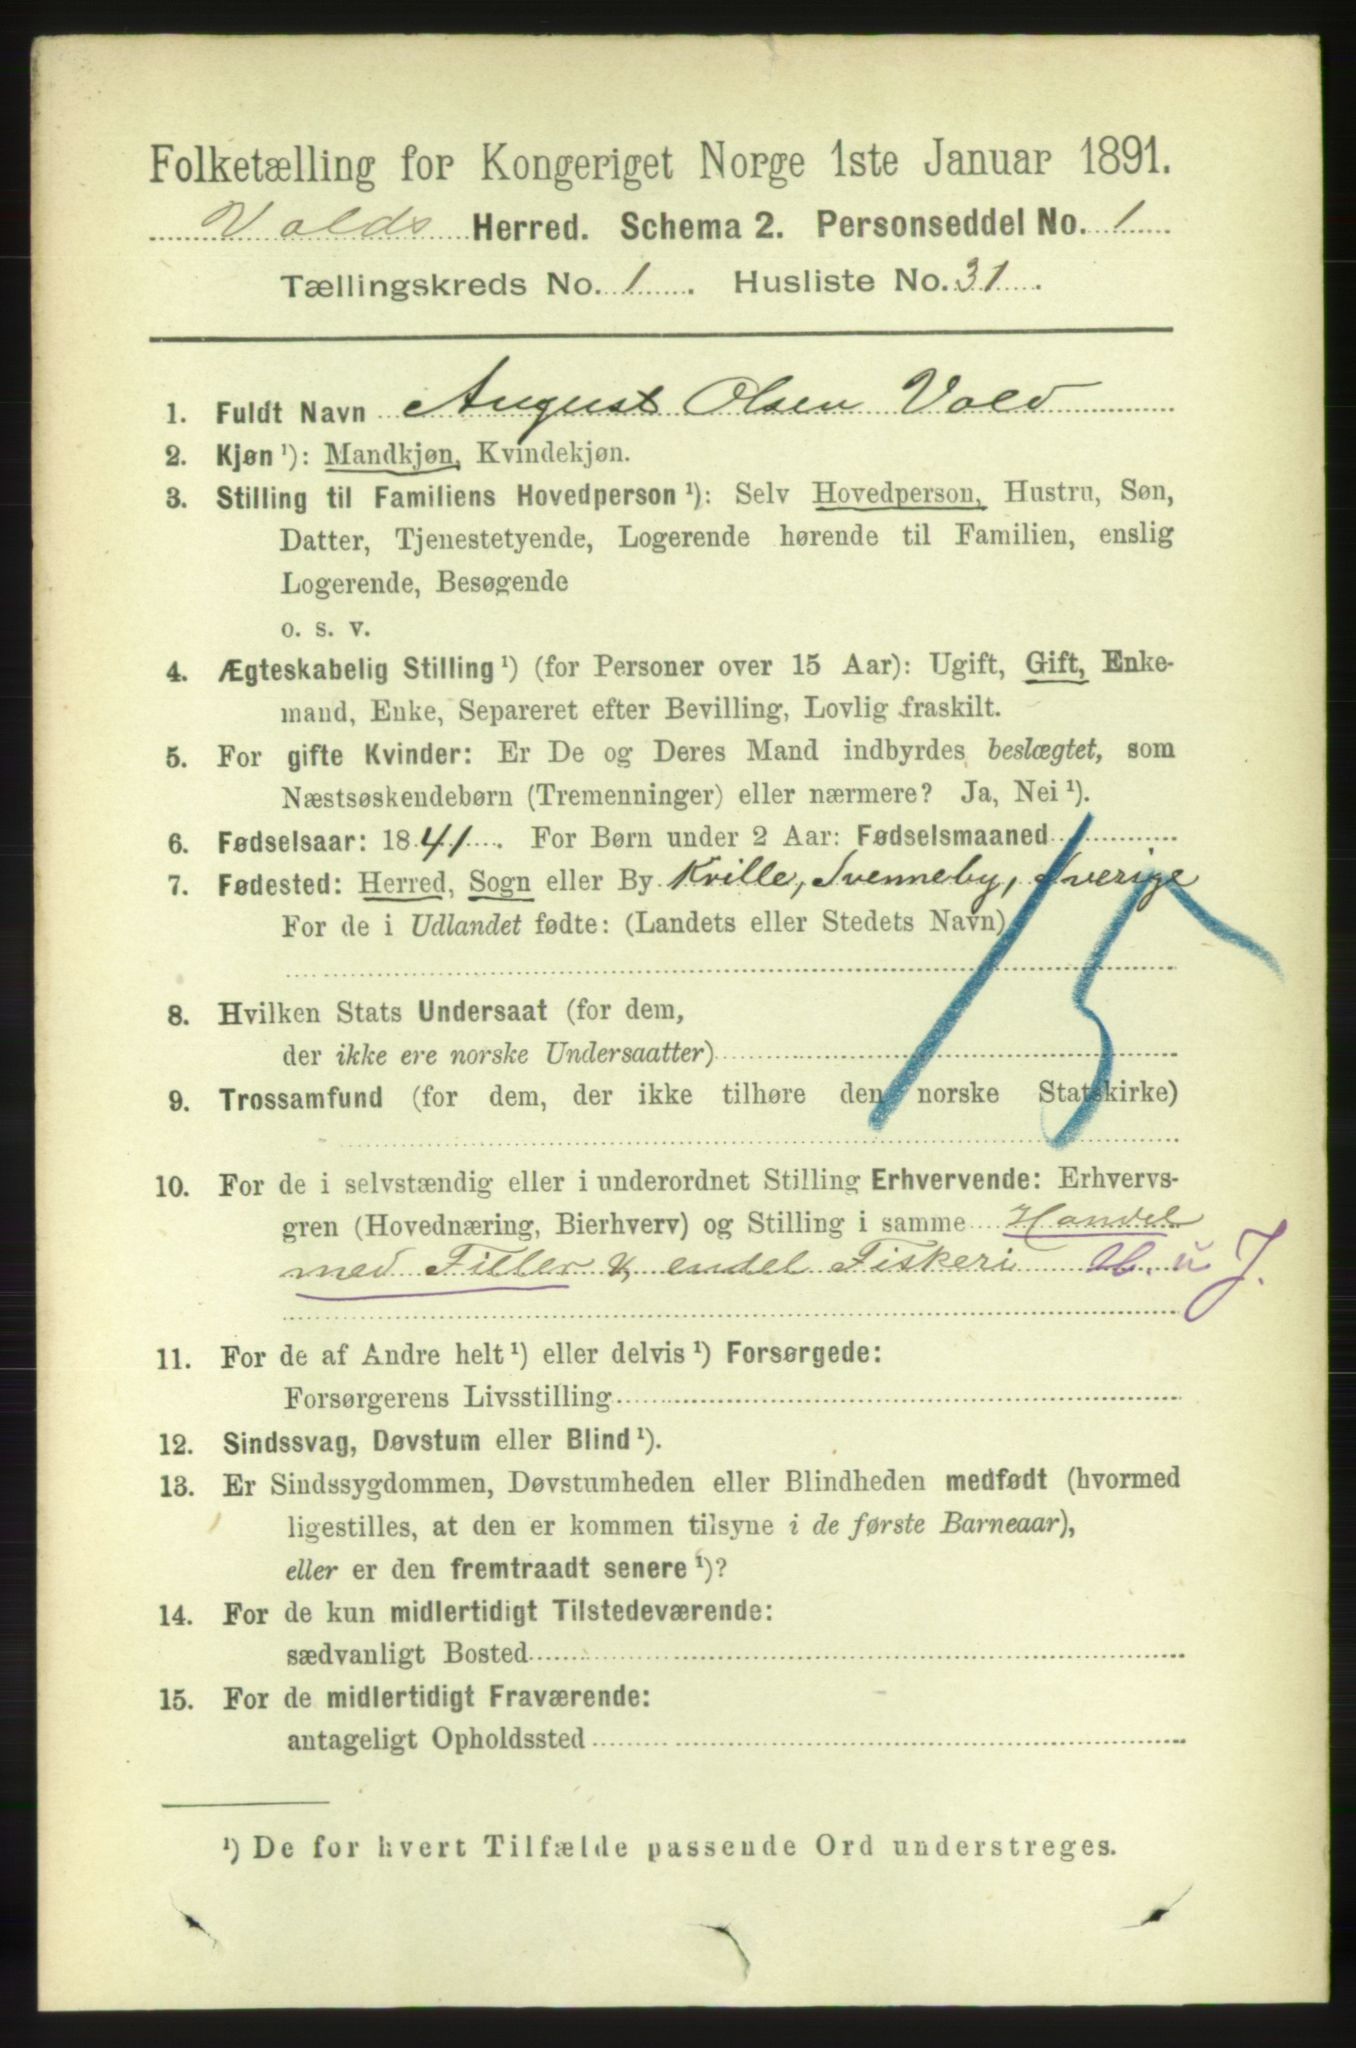 Folketælling for Kongeriget Norge 1ste Januar 1891.
Volds Herred. Schema 2. Personseddel No. 1
Tællingskreds No. 1. Husliste No. 31.
1. Fuldt Navn August Olsen Vold
2. Kjøn ¹): Mandkjøn, Kvindekjøn.
3. Stilling til Familiens Hovedperson ¹): Selv Hovedperson, Hustru, Søn,
Datter, Tjenestetyende, Logerende hørende til Familien, enslig
Logerende, Besøgende
o. s. v.
4. Ægteskabelig Stilling ¹) (for Personer over 15 Aar): Ugift, Gift, Enke-
mand, Enke, Separeret efter Bevilling, Lovlig fraskilt.
5. For gifte Kvinder: Er De og Deres Mand indbyrdes beslægtet, som
Næstsøskendebørn (Tremenninger) eller nærmere? Ja, Nei ¹).
6. Fødselsaar: 1841. For Børn under 2 Aar: Fødselsmaaned
7. Fødested: Herred, Sogn eller By Kville, Svenneby, Sverige
For de i Udlandet fødte: (Landets eller Stedets Navn)
15
8. Hvilken Stats Undersaat (for dem,
der ikke ere norske Undersaatter)
9. Trossamfund (for dem, der ikke tilhøre den norske Statskirke)
10. For de i selvstændig eller i underordnet Stilling Erhvervende: Erhvervs-
gren (Hovednæring, Bierhverv) og Stilling i samme Handel
med Filler & endel Fiskeri u J.
11. For de af Andre helt ¹) eller delvis ¹) Forsørgede:
Forsørgerens Livsstilling
12. Sindssvag, Døvstum eller Blind ¹).
13. Er Sindssygdommen, Døvstumheden eller Blindheden medfødt (hvormed
ligestilles, at den er kommen tilsyne i de første Barneaar),
eller er den fremtraadt senere ¹)?
14. For de kun midlertidigt Tilstedeværende:
sædvanligt Bosted
15. For de midlertidigt Fraværende:
antageligt Opholdssted
¹) De for hvert Tilfælde passende Ord understreges.